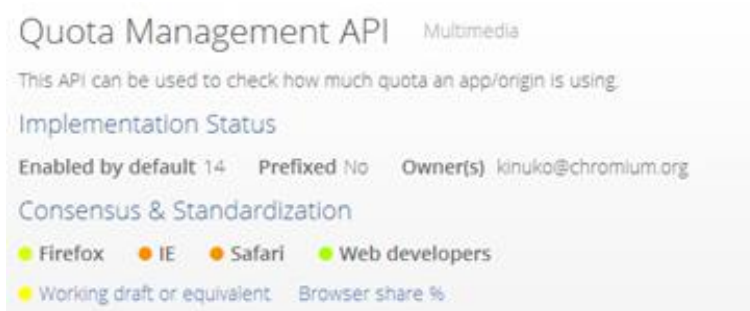 Quota Management API Multimedia
This API can be used to check how much quota an app/origin is using.
Implementation Status
Enabled by default 14 Prefixed No Owner(s) kinuko@chromium.org
Consensus & Standardization
Firefox IE Safari Web developers
Working draft or equivalent Browser share %